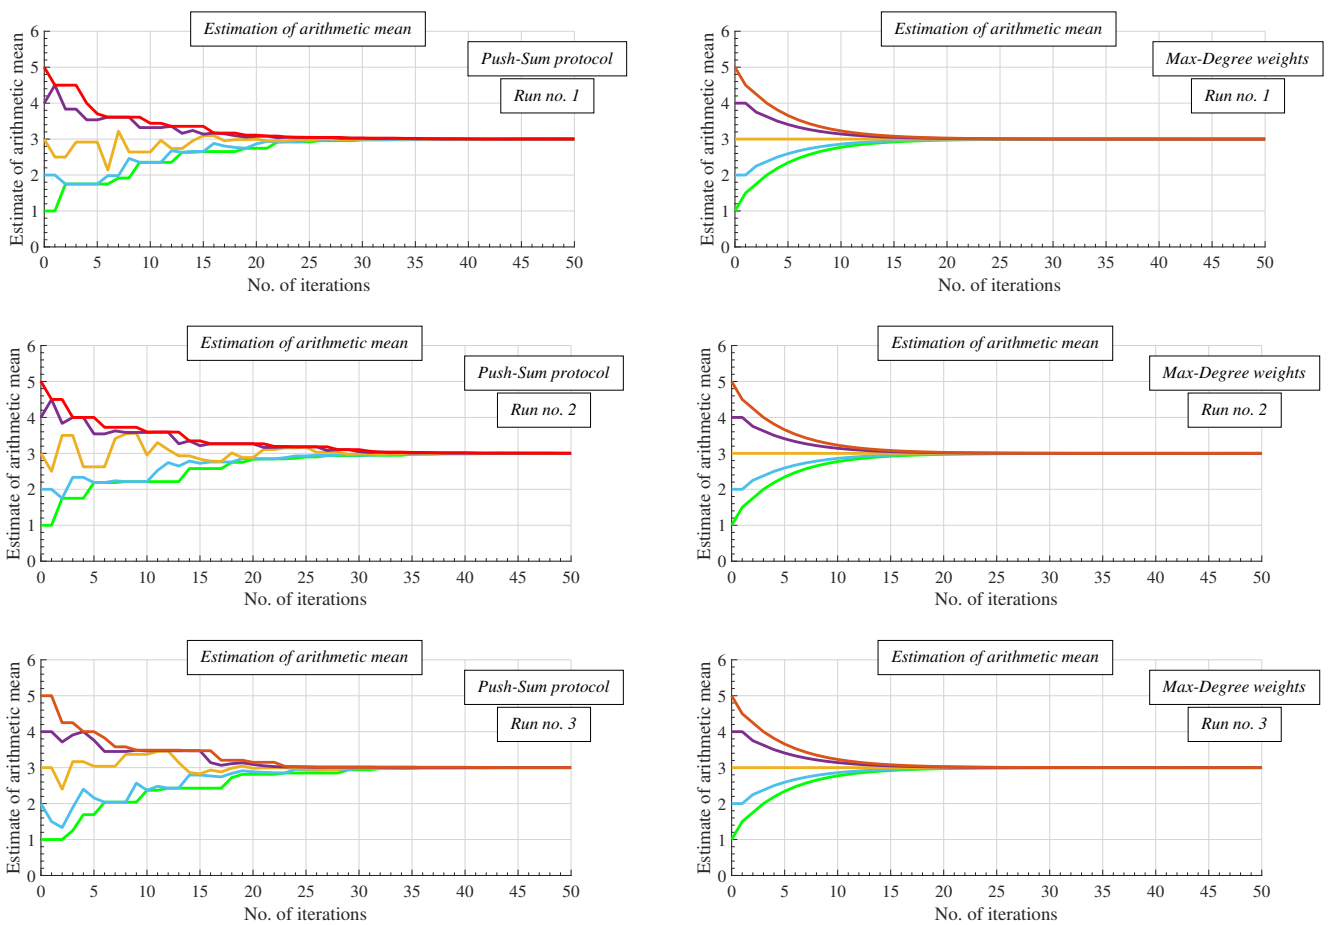 Estimation of arithmetic mean
Push-Sum protocol
Run no. 1
Estimate of arithmetic mean
6
5
4
3
2
1
0
0 5 10 15 20 25 30 35 40 45 50
No. of iterations
Estimation of arithmetic mean
Max-Degree weights
Run no. 1
Estimate of arithmetic mean
6
5
4
3
2
1
0
0 5 10 15 20 25 30 35 40 45 50
No. of iterations
Estimation of arithmetic mean
Push-Sum protocol
Run no. 2
Estimate of arithmetic mean
6
5
4
3
2
1
0
0 5 10 15 20 25 30 35 40 45 50
No. of iterations
Estimation of arithmetic mean
Max-Degree weights
Run no. 2
Estimate of arithmetic mean
6
5
4
3
2
1
0
0 5 10 15 20 25 30 35 40 45 50
No. of iterations
Estimation of arithmetic mean
Push-Sum protocol
Run no. 3
Estimate of arithmetic mean
6
5
4
3
2
1
0
0 5 10 15 20 25 30 35 40 45 50
No. of iterations
Estimation of arithmetic mean
Max-Degree weights
Run no. 3
Estimate of arithmetic mean
6
5
4
3
2
1
0
0 5 10 15 20 25 30 35 40 45 50
No. of iterations